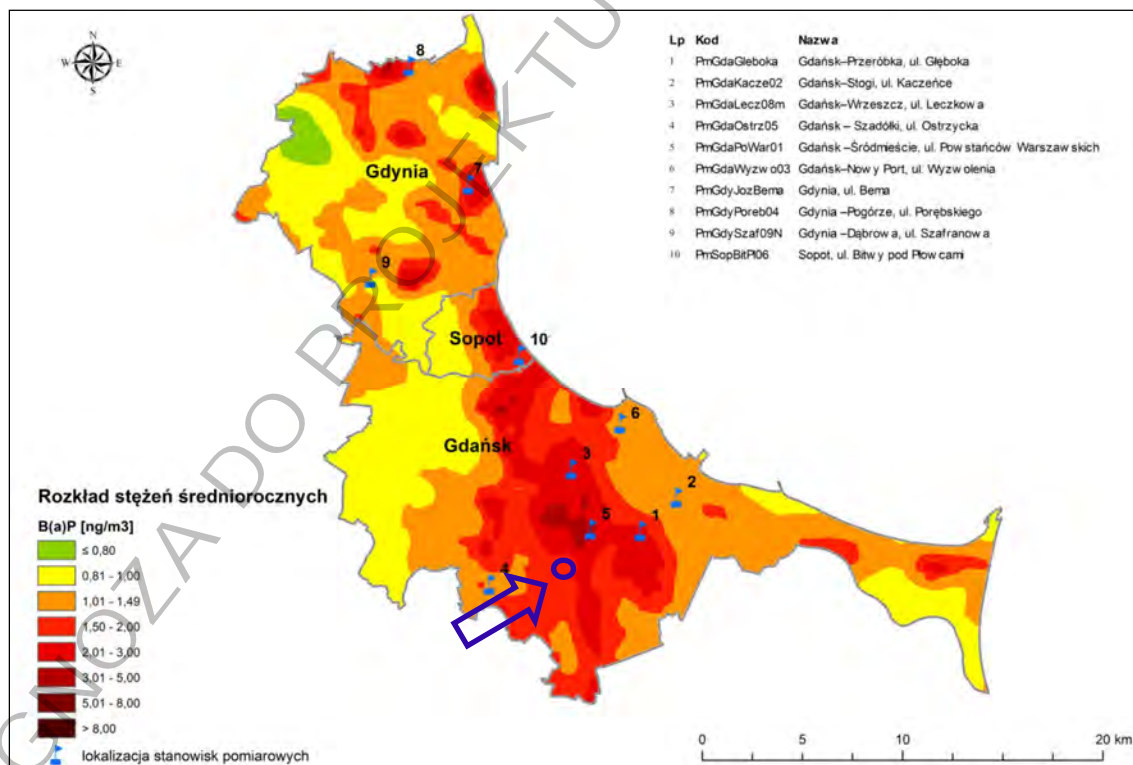 GNOZA DO PROJEKTU
N
W E
S
Lp Kod Nazwa
1 PmGdaGleboka Gdańsk–Przeróbka, ul. Głęboka
2 PmGdaKacze02 Gdańsk–Stogi, ul. Kaczeńce
3 PmGdaLecz08m Gdańsk–Wrzeszcz, ul. Leczkowa
4 PmGdaOstrz05 Gdańsk – Szadółki, ul. Ostrzycka
5 PmGdaPoWar01 Gdańsk –Śródmieście, ul. Powstańców Warszawskich
6 PmGdaWyzwo03 Gdańsk–Nowy Port, ul. Wyzwolenia
7 PmGdyJozBema Gdynia, ul. Bema
8 PmGdyPoreb04 Gdynia –Pogórze, ul. Porębskiego
9 PmGdySzaf09N Gdynia –Dąbrowa, ul. Szafranowa
10 PmSopBitPl06 Sopot, ul. Bitwy pod Płowcami
8
Gdynia
7
9
Sopot
10
6
Gdańsk
3
2
5
1
4
Rozkład stężeń średniorocznych
B(a)P [ng/m3]
≤ 0,80
0,81 - 1,00
1,01 - 1,49
1,50 - 2,00
2,01 - 3,00
3,01 - 5,00
5,01 - 8,00
> 8,00
lokalizacja stanowisk pomiarowych
0 5 10 20 km